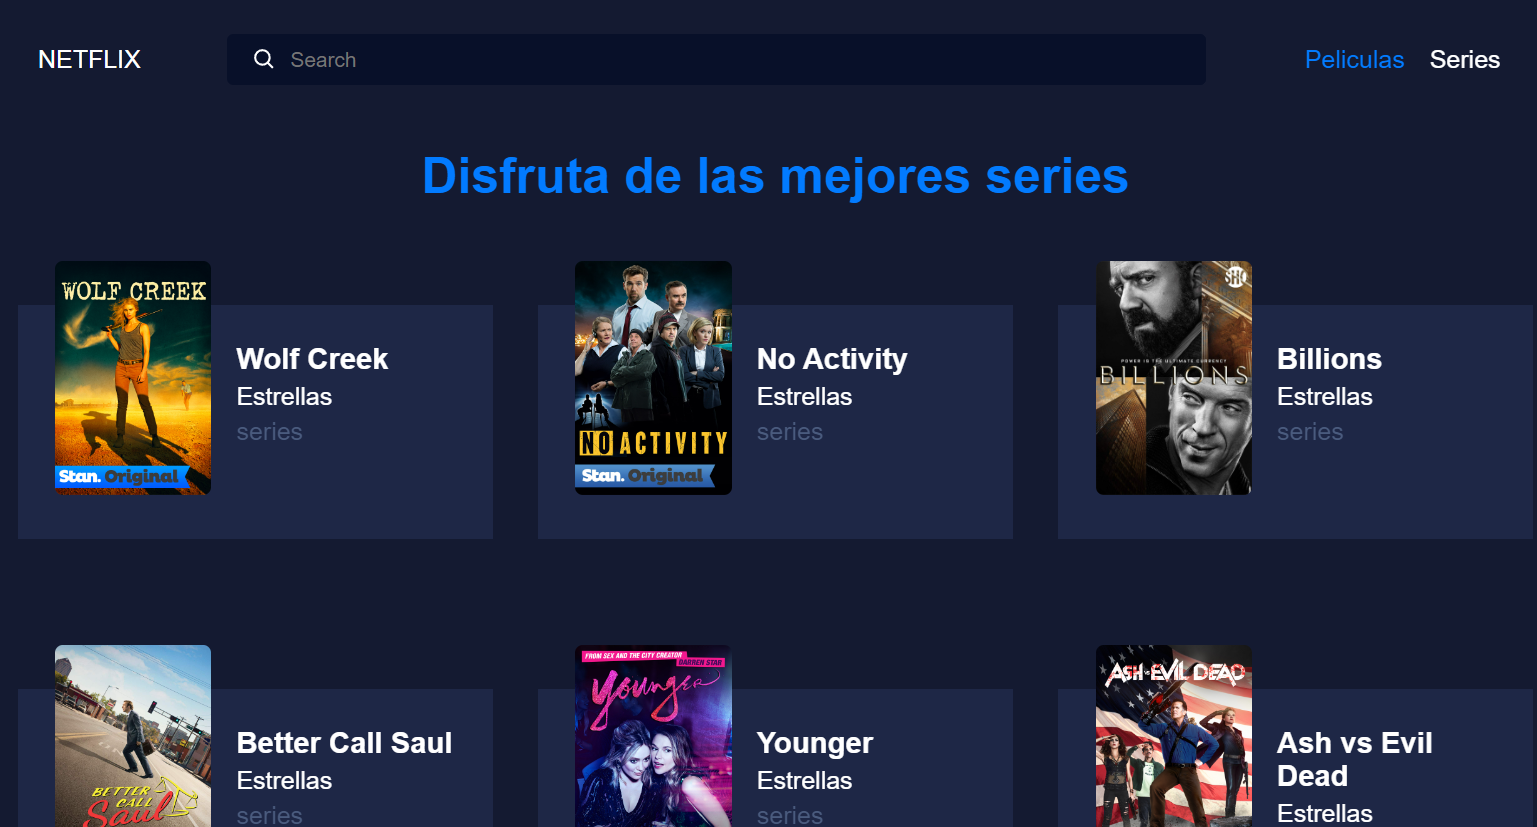 NETFLIX
Search
Peliculas
Series
Disfruta de las mejores series
WOLF CREEK
Stan. Original
Wolf Creek
Estrellas
series
NO ACTIVITY
Stan. Original
No Activity
Estrellas
series
SHO
POWER IS THE ULTIMATE CURRENCY
BILLIONS
Billions
Estrellas
series
BETTER
CALL
Saul
Better Call Saul
Estrellas
series
FROM SEX AND THE CITY CREATOR
DARREN STAR
Younger
Younger
Estrellas
series
ASH VS EVIL DEAD
Ash vs Evil
Dead
Estrellas